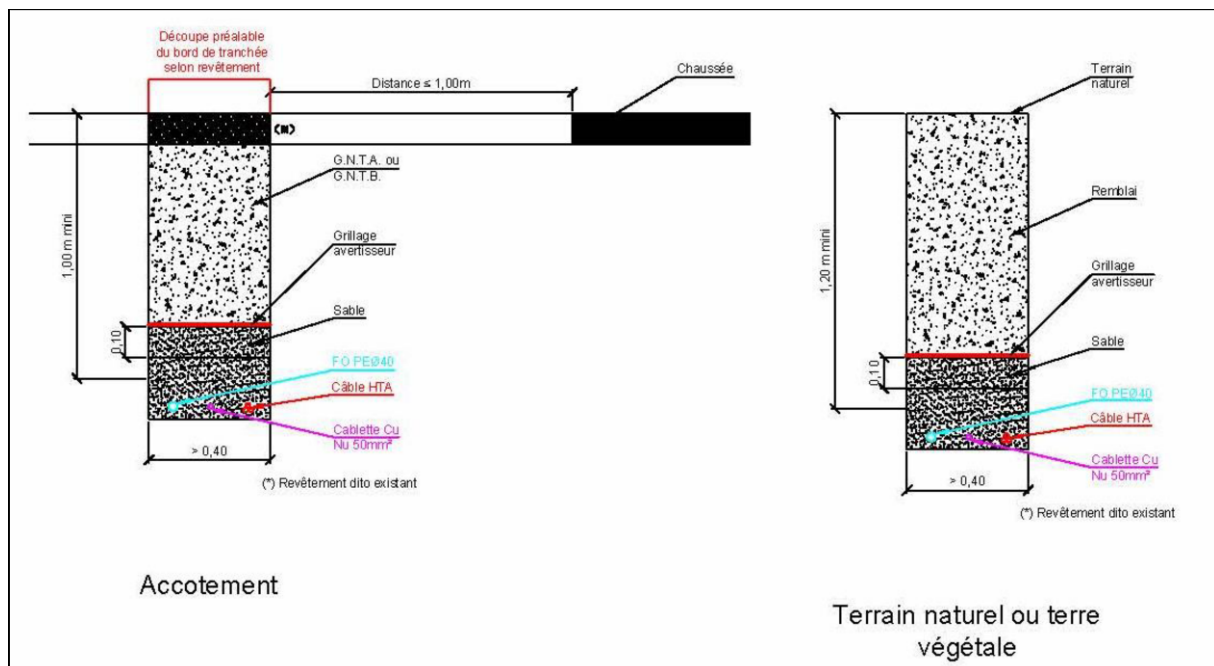 Découpe préalable
du bord de tranchée
selon revêtement
Distance ≤ 1,00m
Chaussée
(*)
G.N.T.A. ou
G.N.T.B.
1,00 m mini
Grillage
avertisseur
Sable
0,10
FO PEØ40
Câble HTA
Cablette Cu
Nu 50mm²
> 0,40
(*) Revêtement dito existant
Accotement
Terrain
naturel
Remblai
1,20 m mini
Grillage
avertisseur
Sable
0,10
FO PEØ40
Câble HTA
Cablette Cu
Nu 50mm²
> 0,40
(*) Revêtement dito existant
Terrain naturel ou terre
végétale